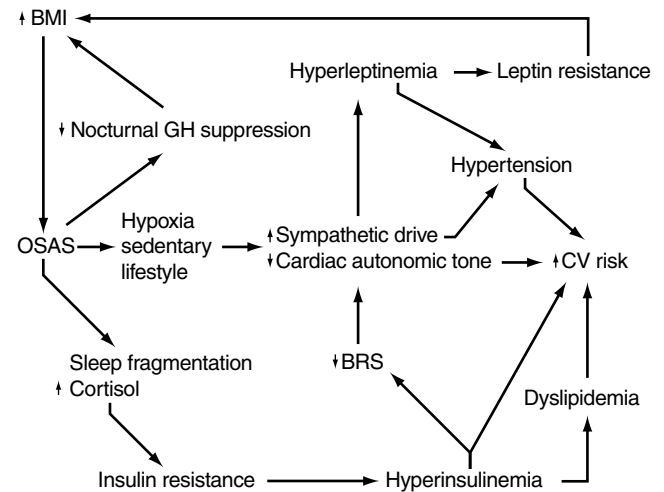 ↑ BMI
Hyperleptinemia
Leptin resistance
↓ Nocturnal GH suppression
Hypertension
OSAS
Hypoxia
sedentary
lifestyle
↑ Sympathetic drive
↓ Cardiac autonomic tone
↑ CV risk
Sleep fragmentation
↑ Cortisol
↓ BRS
Dyslipidemia
Insulin resistance
Hyperinsulinemia